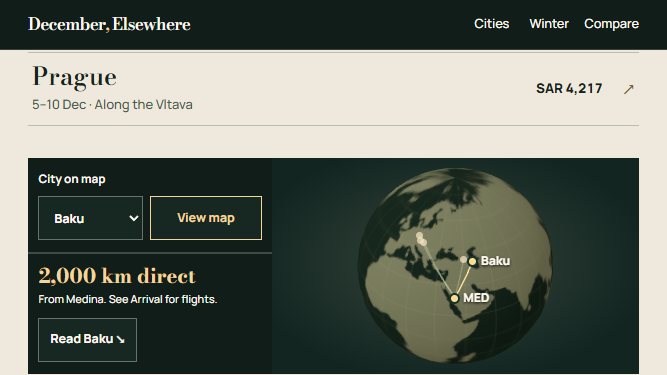 December, Elsewhere
Cities Winter Compare
Prague
5–10 Dec · Along the Vltava
SAR 4,217 ↗
City on map
Baku
View map
2,000 km direct
From Medina. See Arrival for flights.
Read Baku ↘
Baku
MED